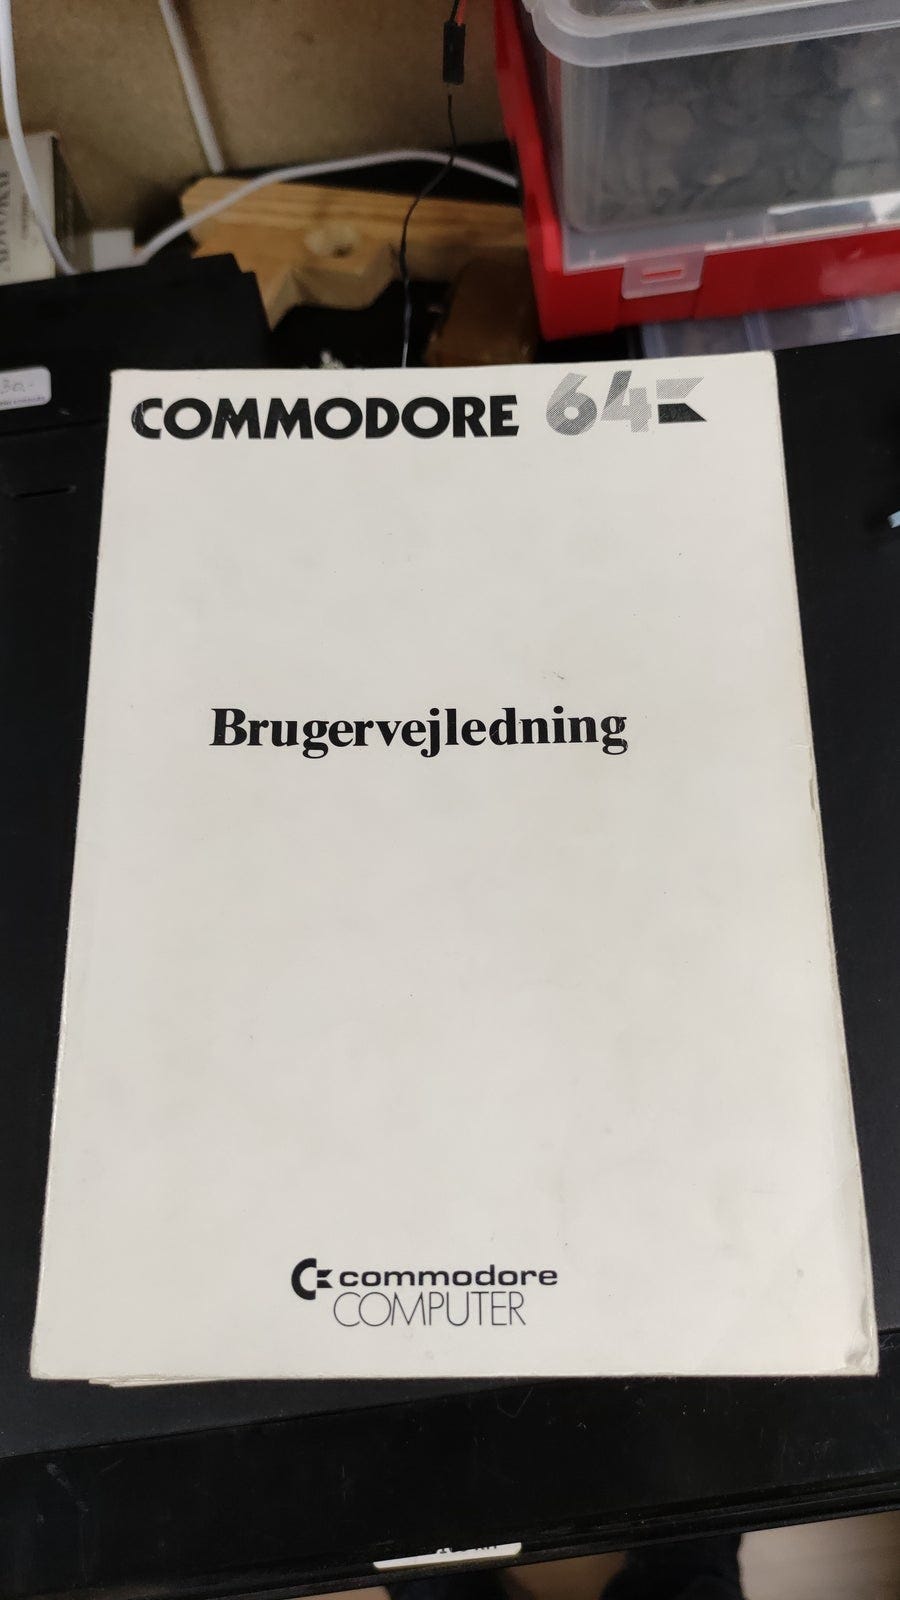 COMMODORE 64
Brugervejledning
commodore
COMPUTER